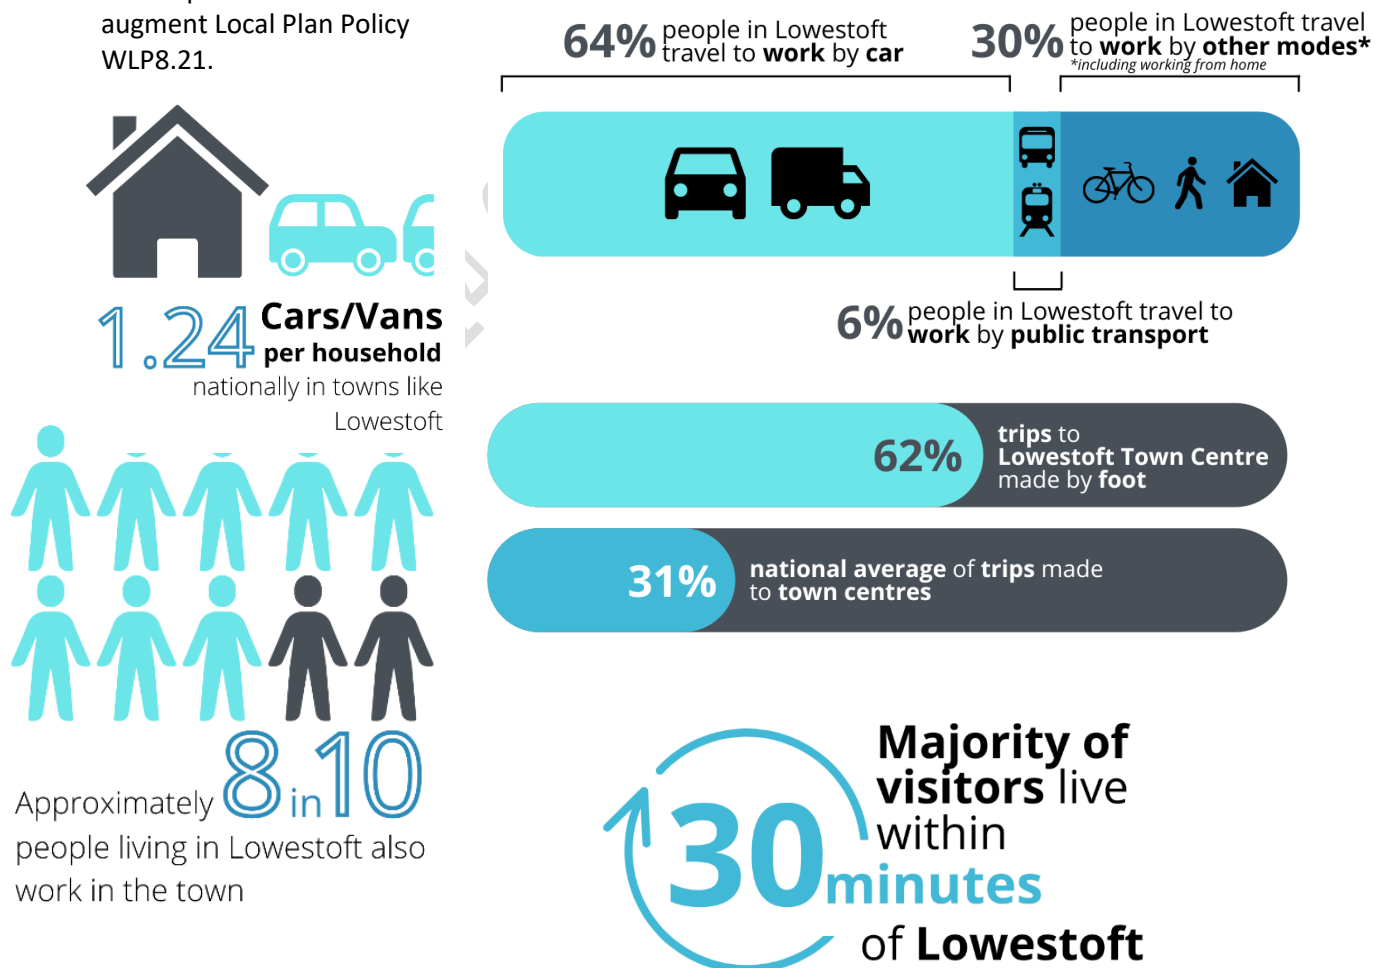 augment Local Plan Policy
WLP8.21.
64% people in Lowestoft
travel to work by car
30% people in Lowestoft travel
to work by other modes*
*including working from home
6% people in Lowestoft travel to
work by public transport
1.24 Cars/Vans
per household
nationally in towns like
Lowestoft
62% trips to
Lowestoft Town Centre
made by foot
31% national average of trips made
to town centres
Approximately 8 in 10
people living in Lowestoft also
work in the town
Majority of
visitors live
within
30 minutes
of Lowestoft